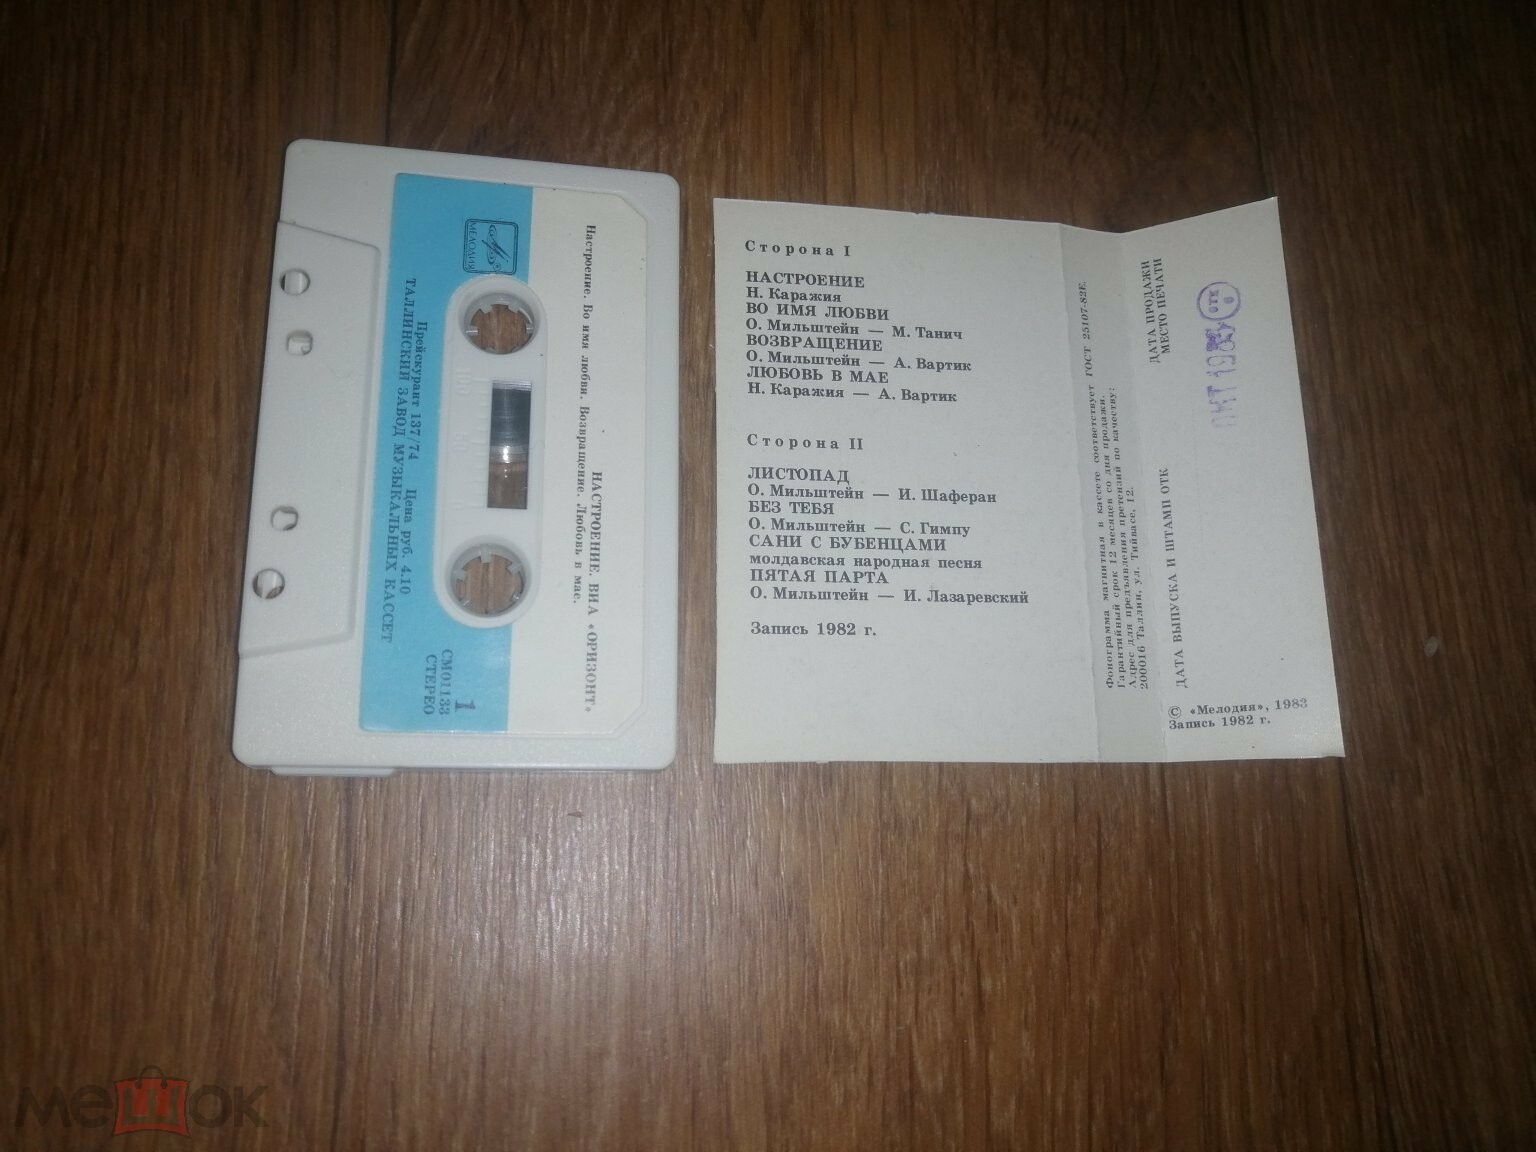 МЕЛОДИЯ
НАСТРОЕНИЕ. ВИА «ОРИЗОНТ»
Настроение. Во имя любви. Возвращение. Любовь в мае.
1
СМ01133
СТЕРЕО
Прейскурант 137/74 Цена руб. 4.10
ТАЛЛИНСКИЙ ЗАВОД МУЗЫКАЛЬНЫХ КАССЕТ
Сторона I
НАСТРОЕНИЕ
Н. Каражия
ВО ИМЯ ЛЮБВИ
О. Мильштейн — М. Танич
ВОЗВРАЩЕНИЕ
О. Мильштейн — А. Вартик
ЛЮБОВЬ В МАЕ
Н. Каражия — А. Вартик
Сторона II
ЛИСТОПАД
О. Мильштейн — И. Шаферан
БЕЗ ТЕБЯ
О. Мильштейн — С. Гимпу
САНИ С БУБЕНЦАМИ
молдавская народная песня
ПЯТАЯ ПАРТА
О. Мильштейн — И. Лазаревский
Запись 1982 г.
Фонограмма магнитная в кассете соответствует ГОСТ 25107-82Е.
Гарантийный срок 12 месяцев со дня продажи.
Адрес для предъявления претензий по качеству:
200016 Таллин, ул. Тийвасе, 12.
ДАТА ПРОДАЖИ
МЕСТО ПЕЧАТИ
ДАТА ВЫПУСКА И ШТАМП ОТК
ОТК
© «Мелодия», 1983
Запись 1982 г.
мешок